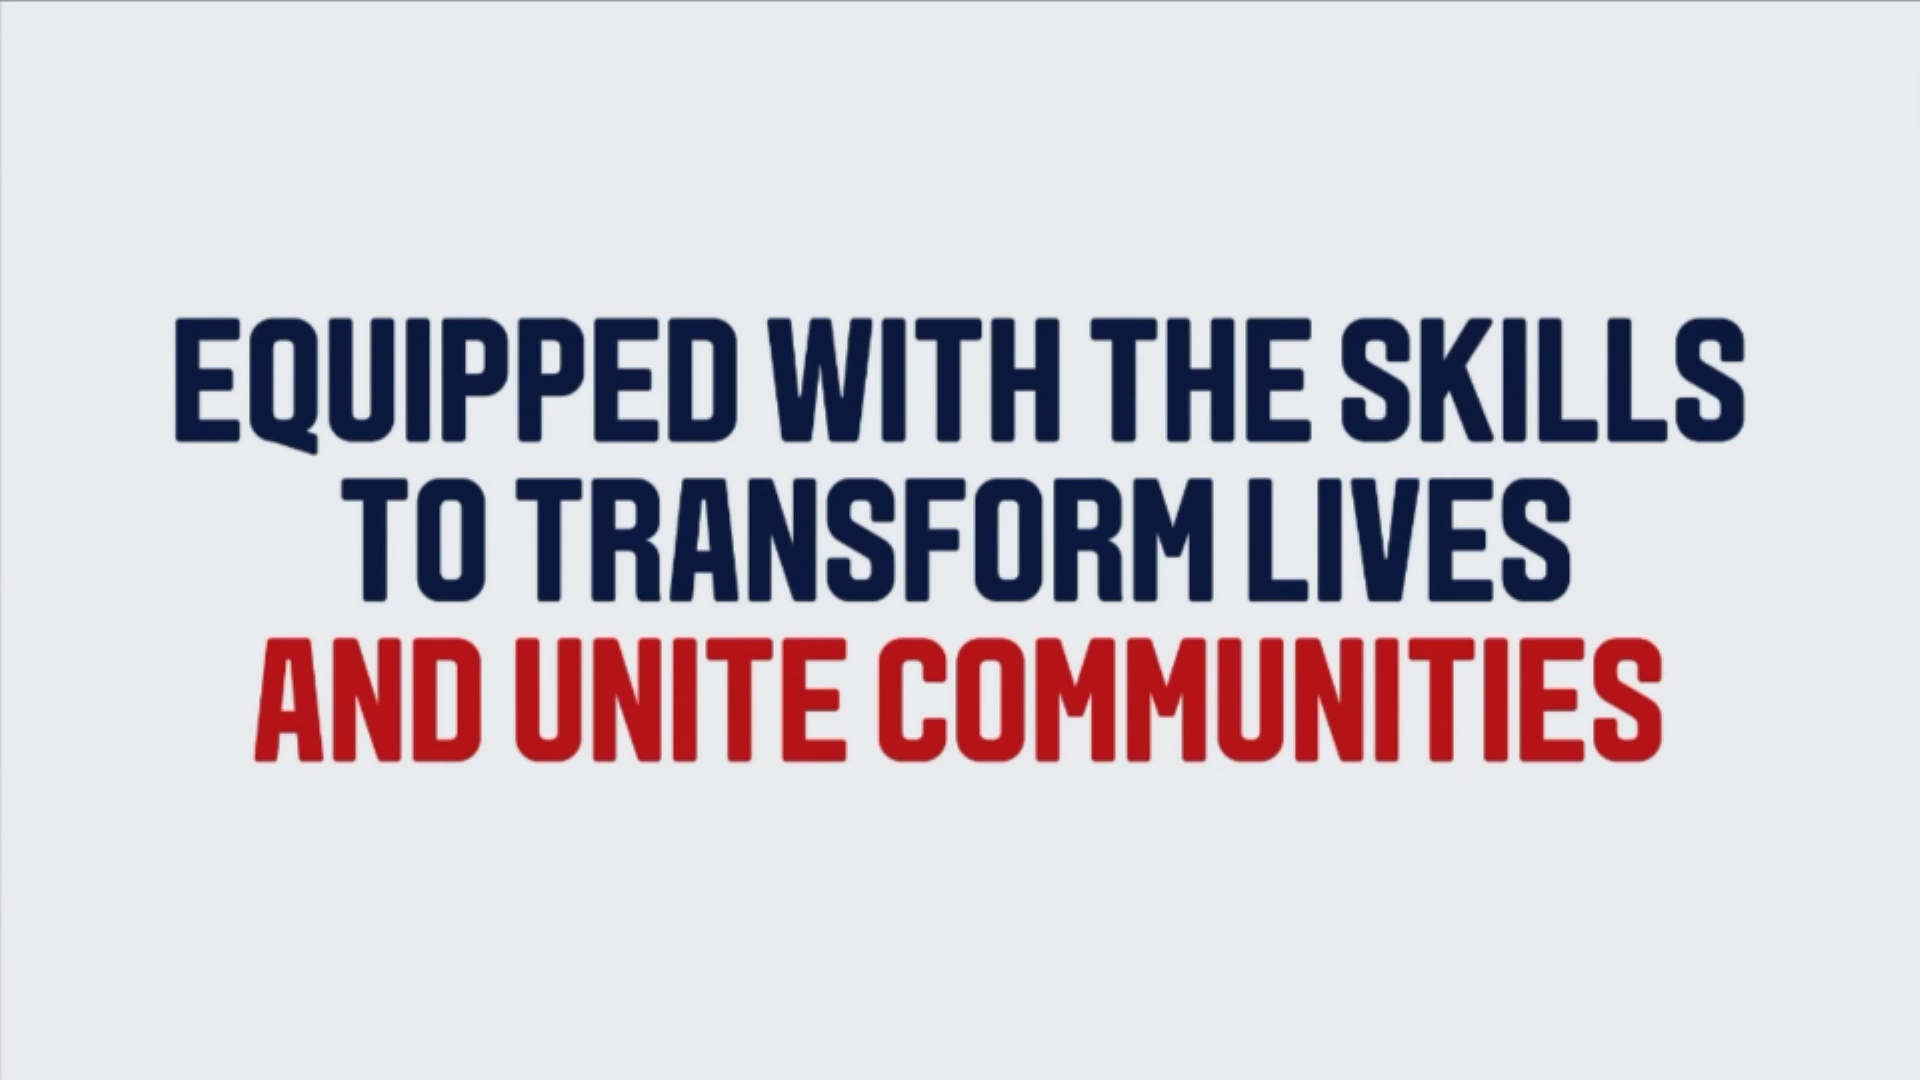 EQUIPPED WITH THE SKILLS
TO TRANSFORM LIVES
AND UNITE COMMUNITIES